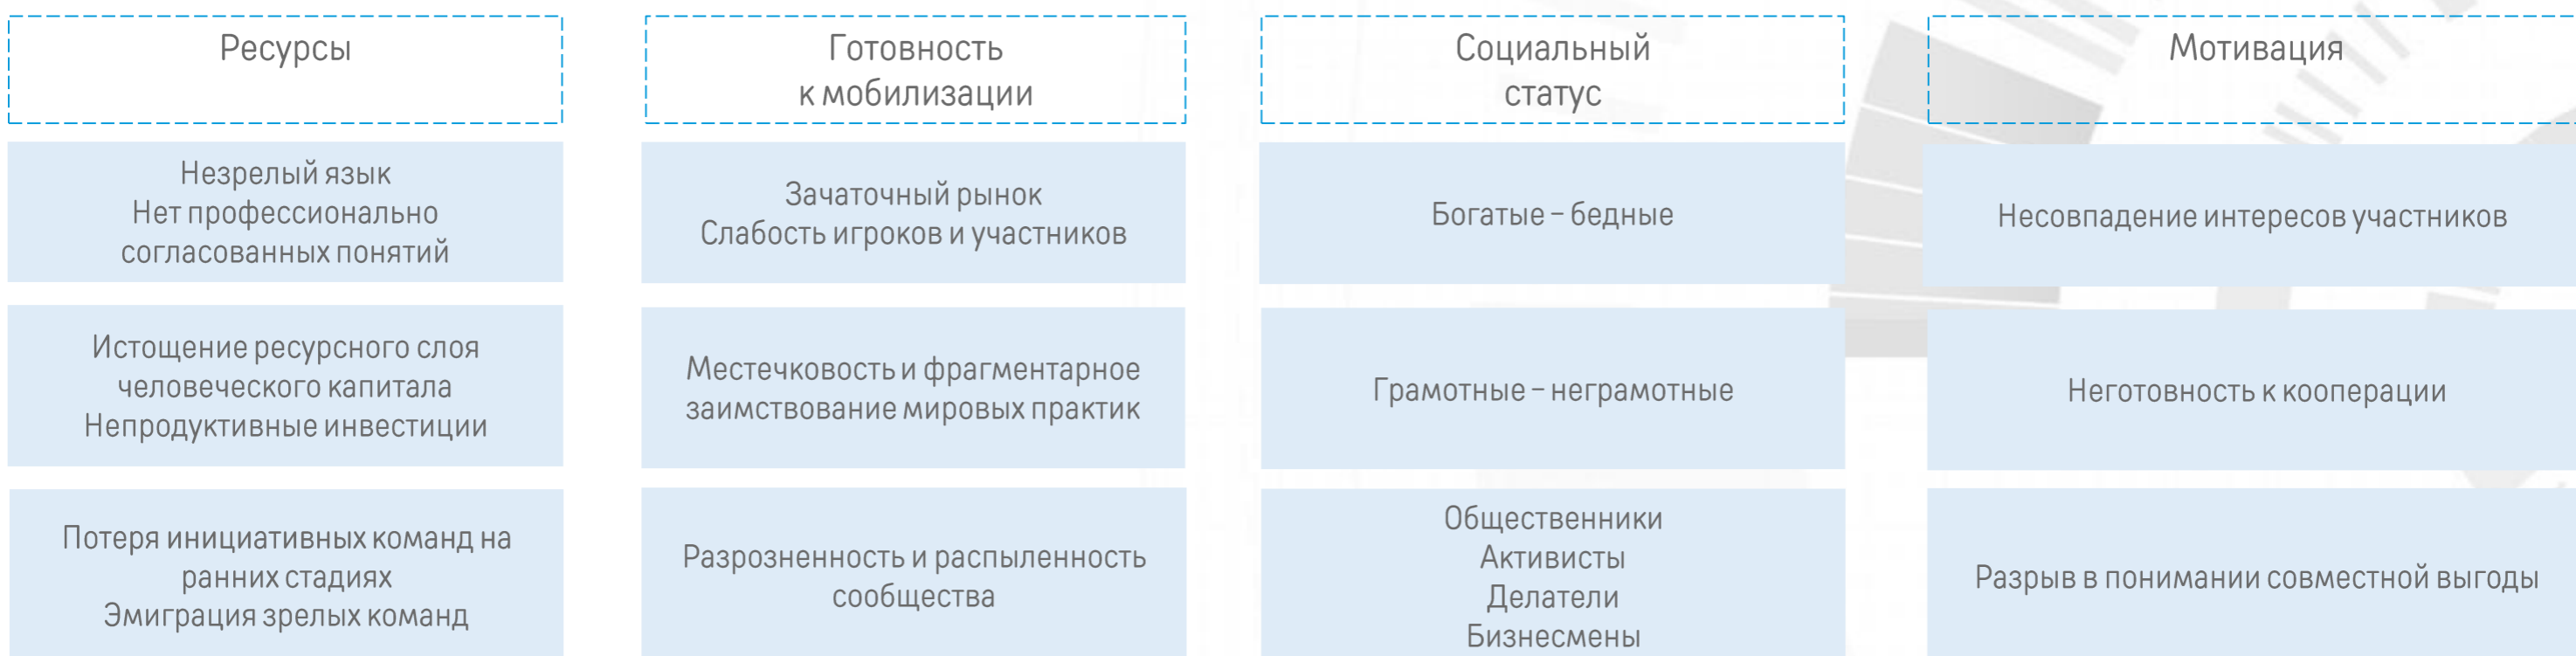 Ресурсы
Готовность
к мобилизации
Социальный
статус
Мотивация
Незрелый язык
Нет профессионально
согласованных понятий
Зачаточный рынок
Слабость игроков и участников
Богатые – бедные
Несовпадение интересов участников
Истощение ресурсного слоя
человеческого капитала
Непродуктивные инвестиции
Местечковость и фрагментарное
заимствование мировых практик
Грамотные – неграмотные
Неготовность к кооперации
Потеря инициативных команд на
ранних стадиях
Эмиграция зрелых команд
Разрозненность и распыленность
сообщества
Общественники
Активисты
Делатели
Бизнесмены
Разрыв в понимании совместной выгоды